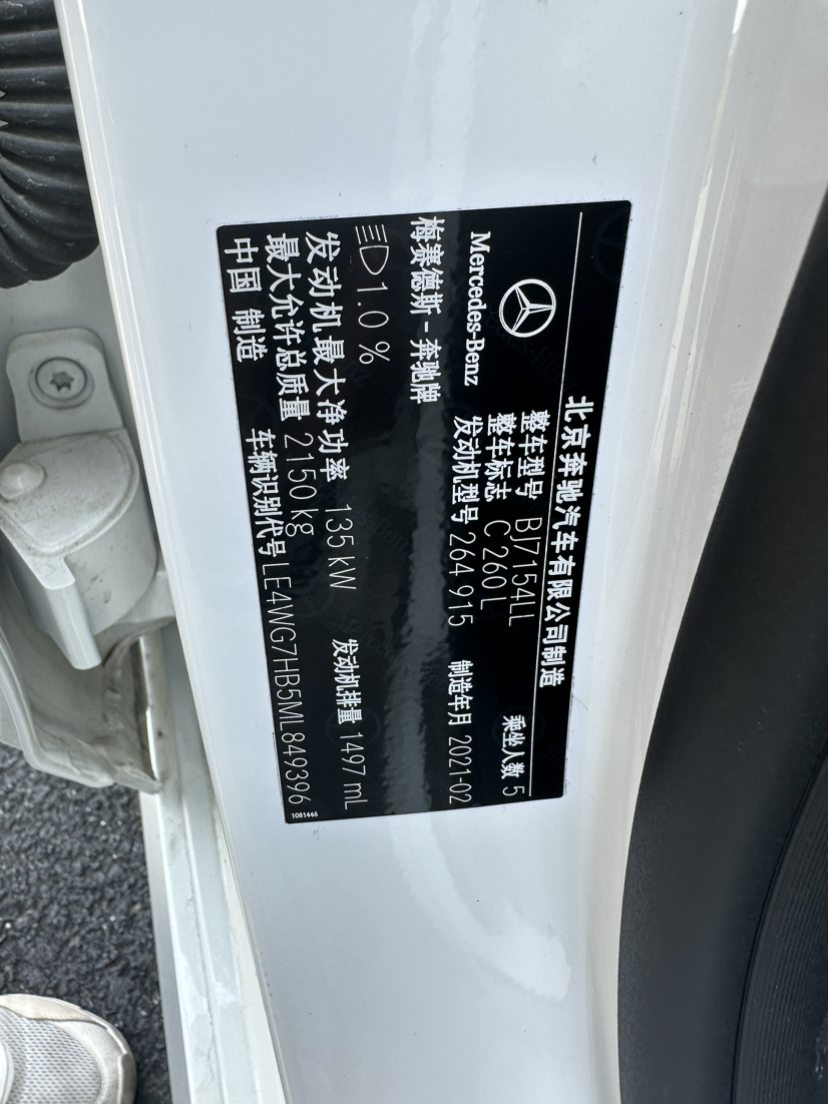 北京奔驰汽车有限公司制造
整车型号 BJ7154LL 乘坐人数 5
Mercedes-Benz 整车标志 C 260 L
发动机型号 264 915 制造年月 2021-02
梅赛德斯-奔驰牌
1.0 %
发动机最大净功率 135 kW 发动机排量 1497 mL
最大允许总质量 2150 kg
中国 制造 车辆识别代号 LE4WG7HB5ML849396
1081446